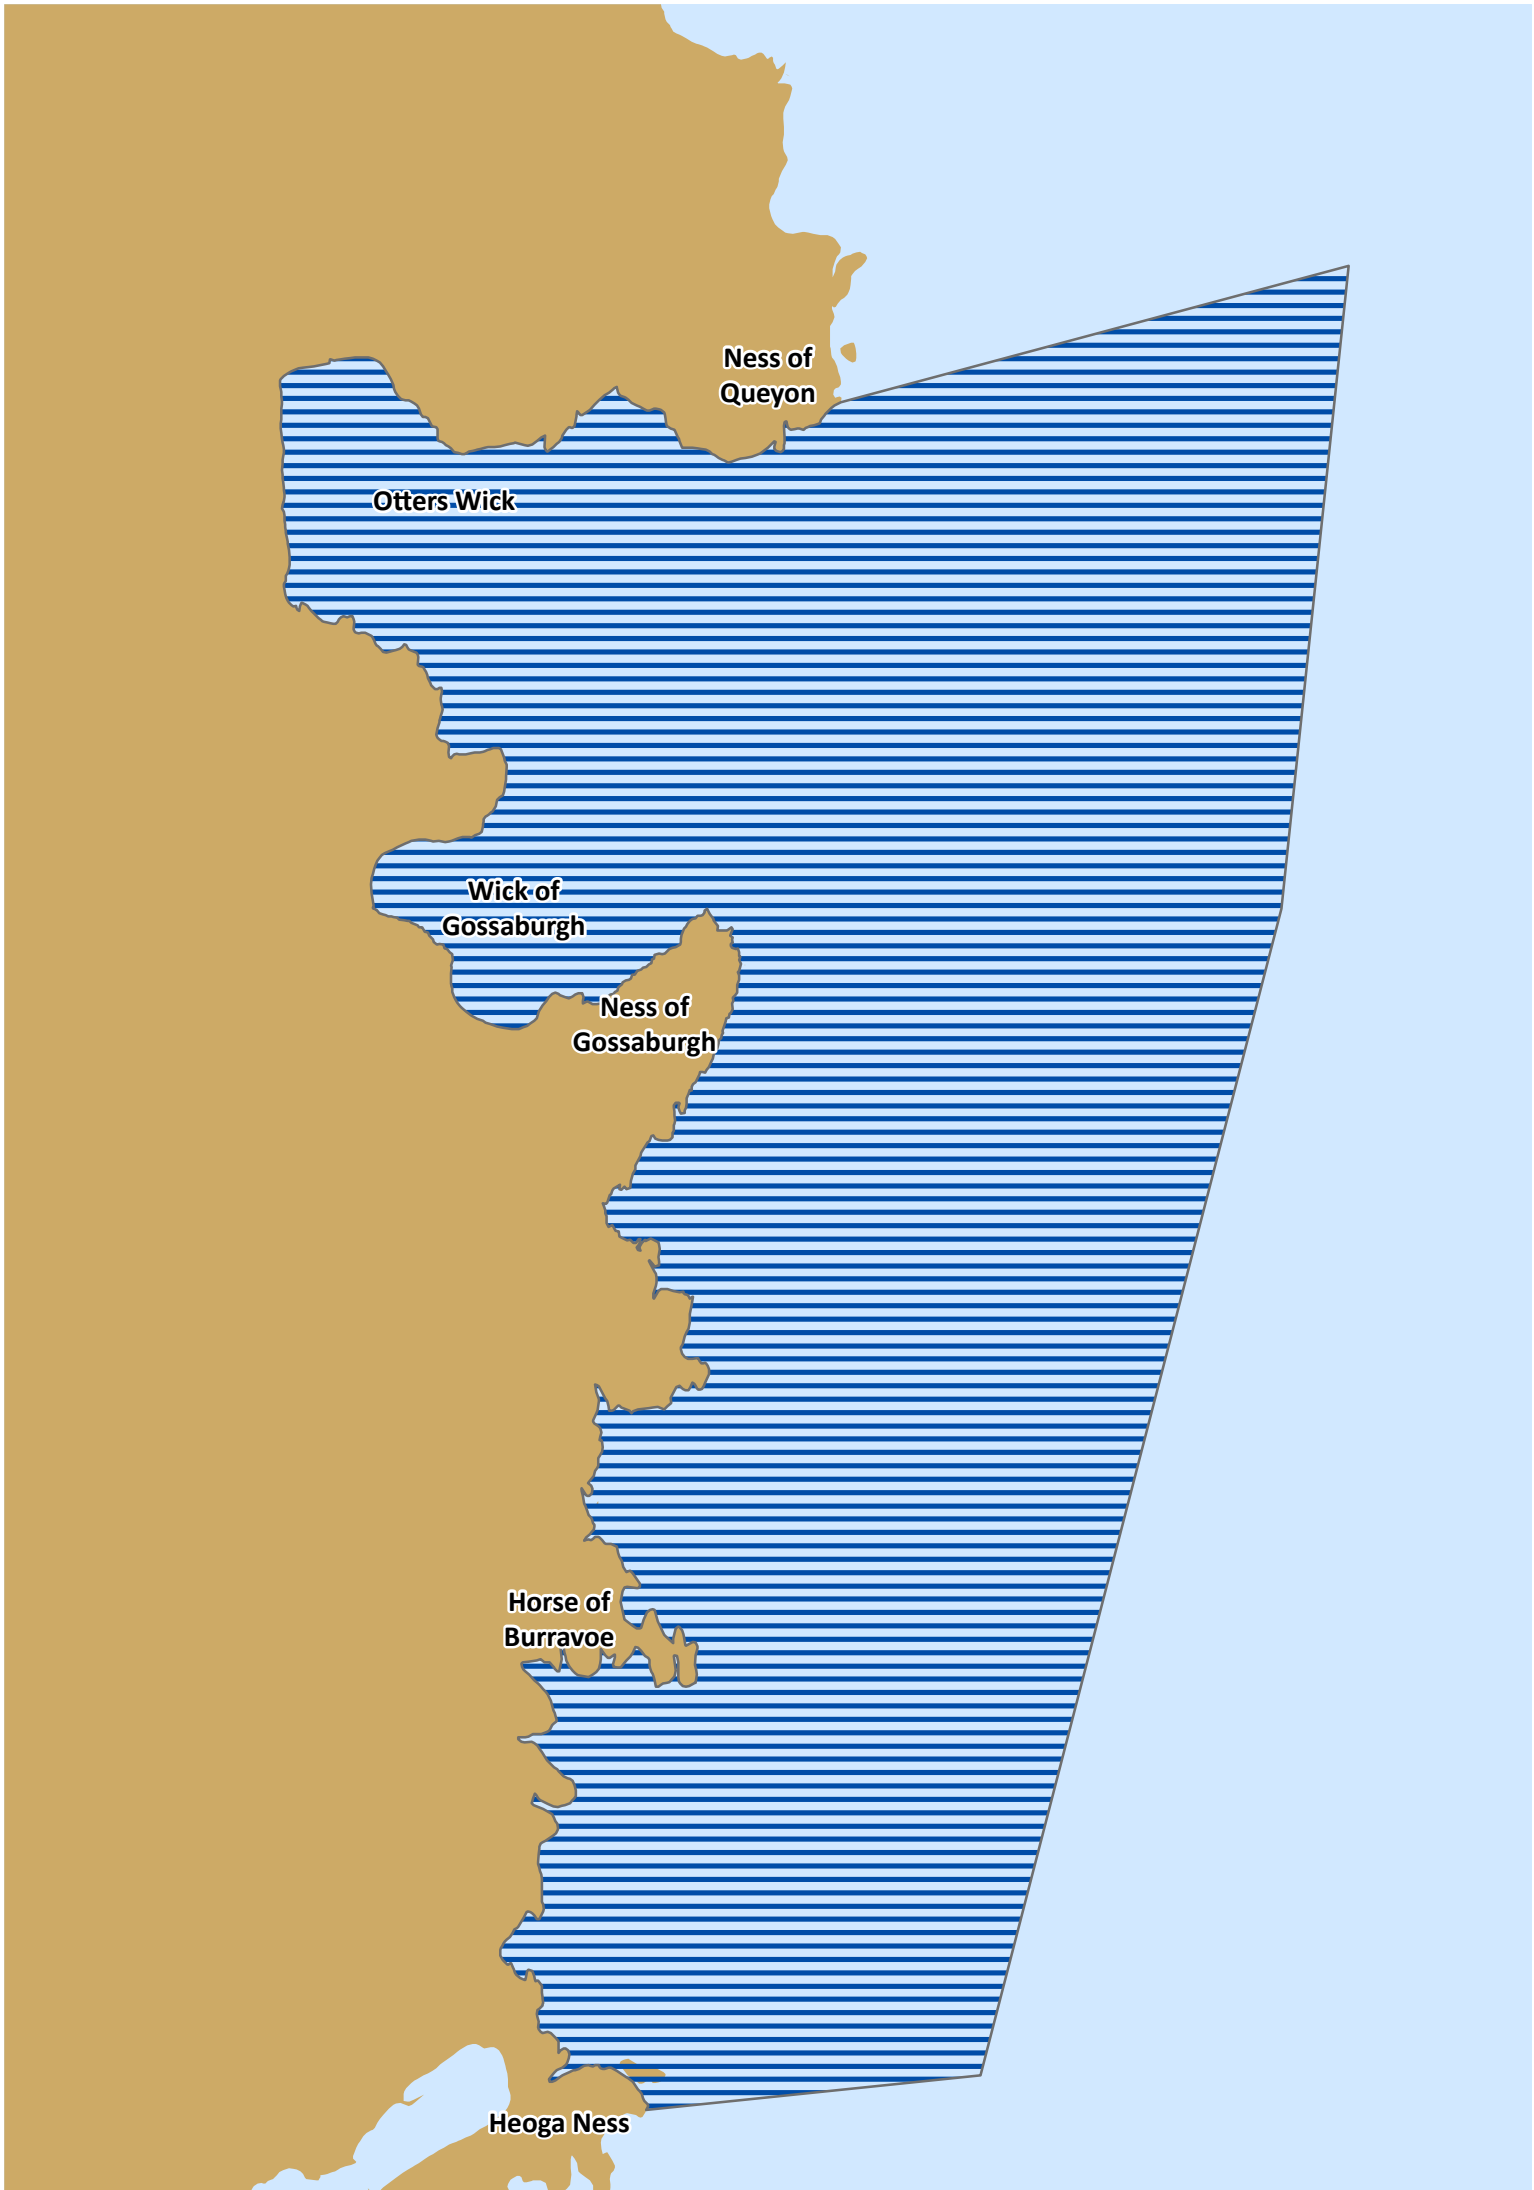 Ness of
Queyon
Otters Wick
Wick of
Gossaburgh
Ness of
Gossaburgh
Horse of
Burravoe
Heoga Ness